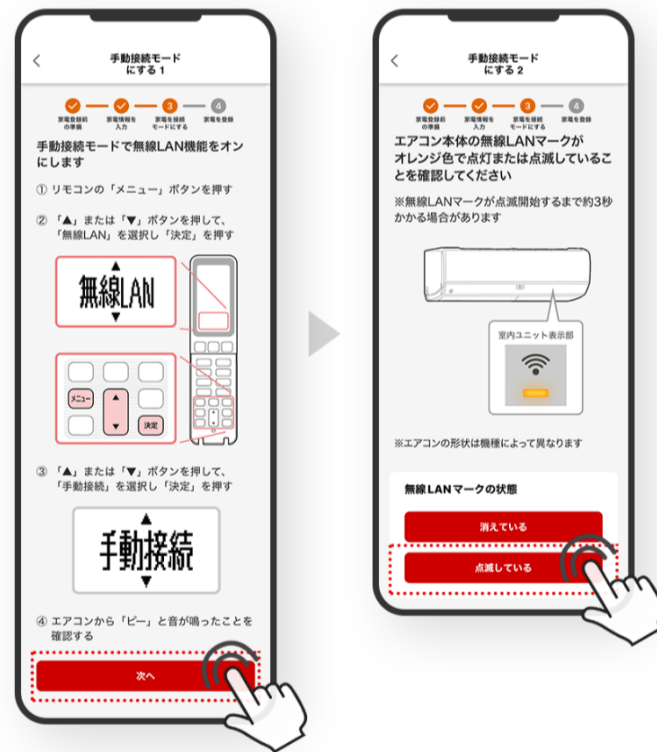 手動接続モード
にする 1
3
4
家電登録前
の準備
家電情報を
入力
家電を接続
モードにする
家電を登録
手動接続モードで無線LAN機能をオン
にします
① リモコンの「メニュー」ボタンを押す
② 「▲」または「▼」ボタンを押して、
「無線LAN」を選択し「決定」を押す
▲
無線LAN
▼
メニュー
▲
▼
決定
③ 「▲」または「▼」ボタンを押して、
「手動接続」を選択し「決定」を押す
▲
手動接続
▼
④ エアコンから「ピー」と音が鳴ったことを
確認する
次へ
手動接続モード
にする 2
3
4
家電登録前
の準備
家電情報を
入力
家電を接続
モードにする
家電を登録
エアコン本体の無線LANマークが
オレンジ色で点灯または点滅しているこ
とを確認してください
※無線LANマークが点滅開始するまで約3秒
かかる場合があります
室内ユニット表示部
※エアコンの形状は機種によって異なります
無線LANマークの状態
消えている
点滅している